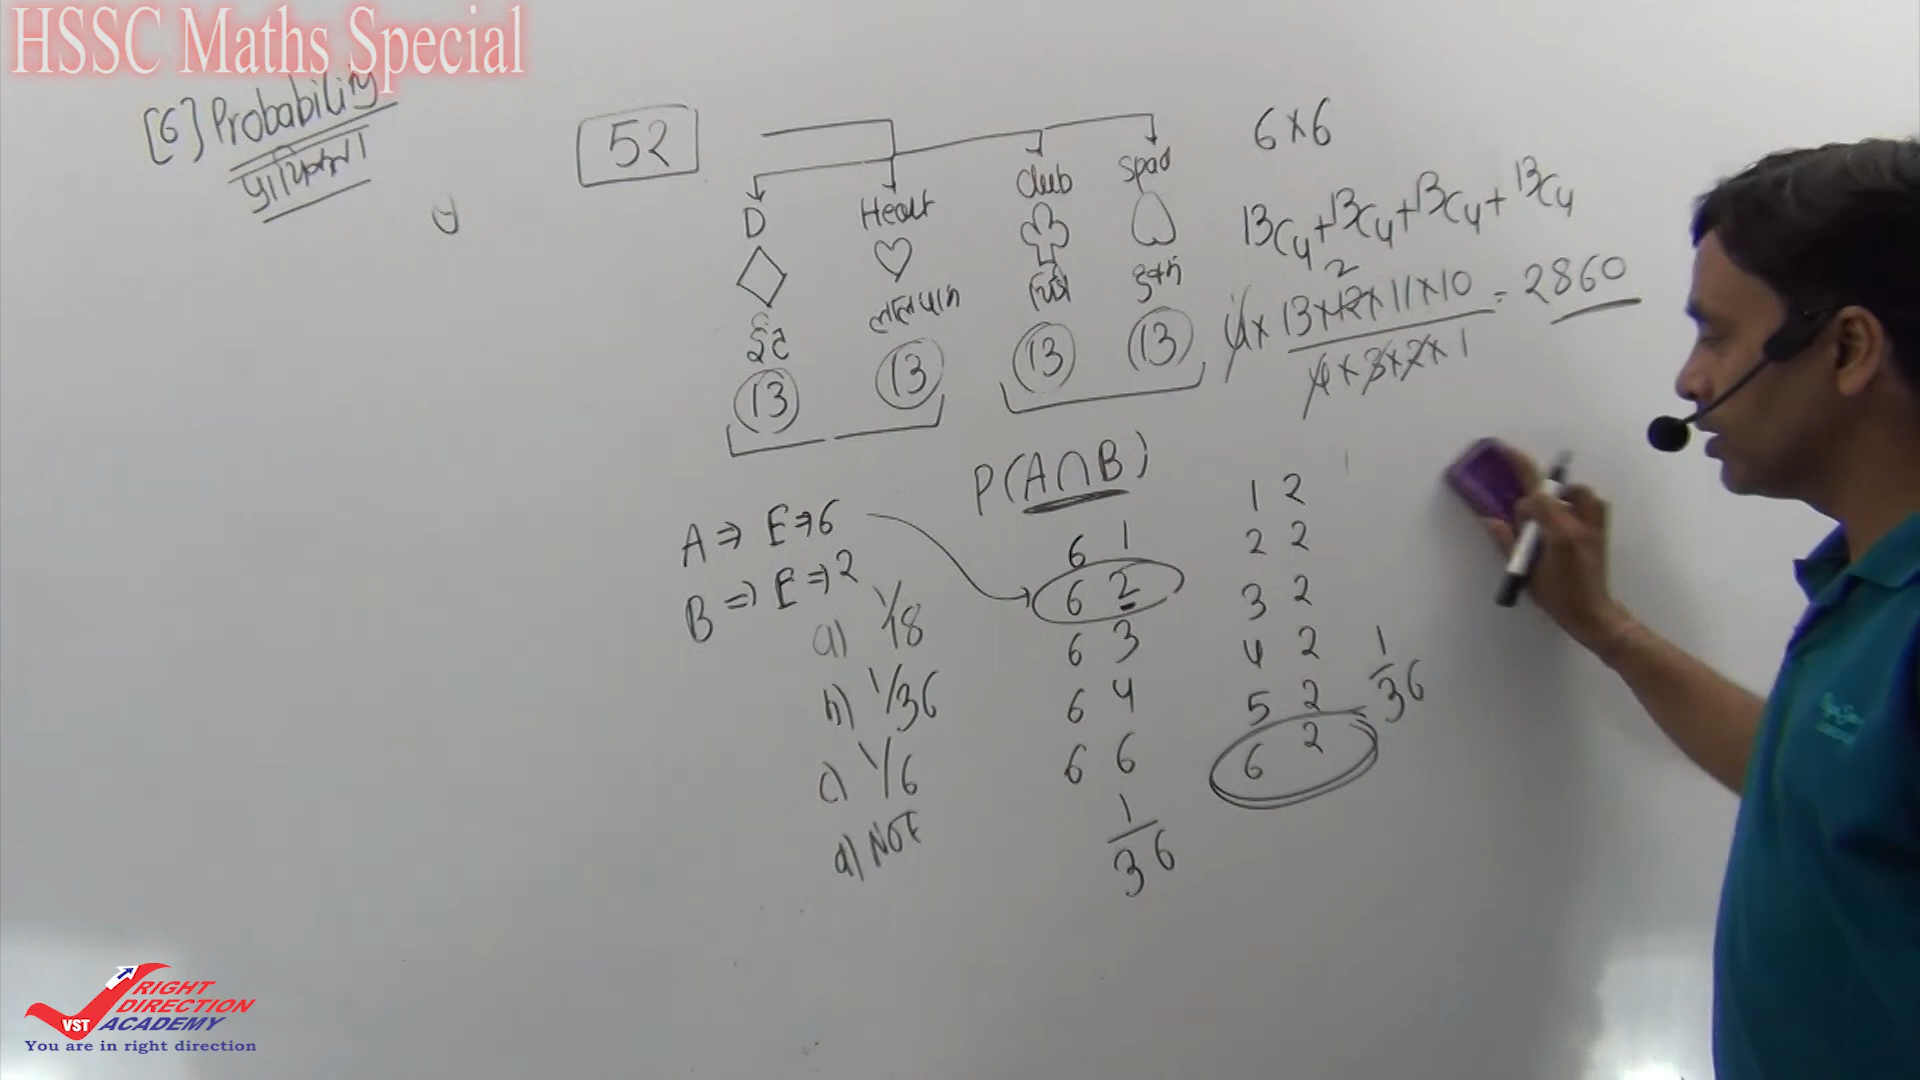 HSSC Maths Special
[6] Probability
प्रायिकता
52
D
Heart
Club
Spad
ईंट
लालपान
चिड़ी
हुकम
13
13
13
13
6×6
13C4+13C4+13C4+13C4
2
4×13×12×11×10 = 2860
4×3×2×1
P(A∩B)
A ⇒ E⇒6
B ⇒ E⇒2
a) 1/18
b) 1/36
c) 1/6
d) NOT
6 1
6 2
6 3
6 4
6 6
1
36
1 2
2 2
3 2
4 2
5 2
6 2
1
36
VST
RIGHT
DIRECTION
ACADEMY
You are in right direction